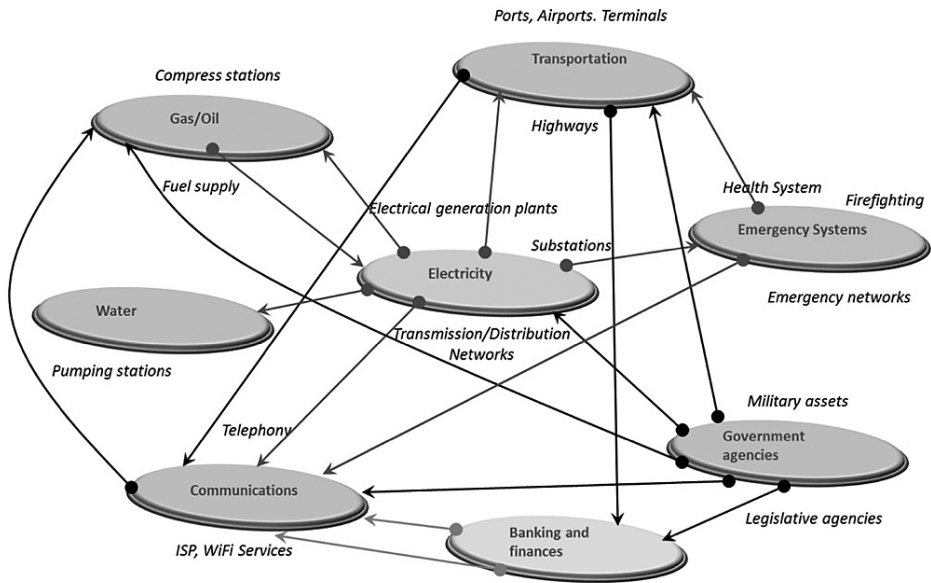 Ports, Airports. Terminals
Transportation
Compress stations
Gas/Oil
Highways
Fuel supply
Health System
Firefighting
Electrical generation plants
Emergency Systems
Substations
Electricity
Emergency networks
Water
Transmission/Distribution
Networks
Pumping stations
Military assets
Telephony
Government
agencies
Communications
Legislative agencies
Banking and
finances
ISP, WiFi Services